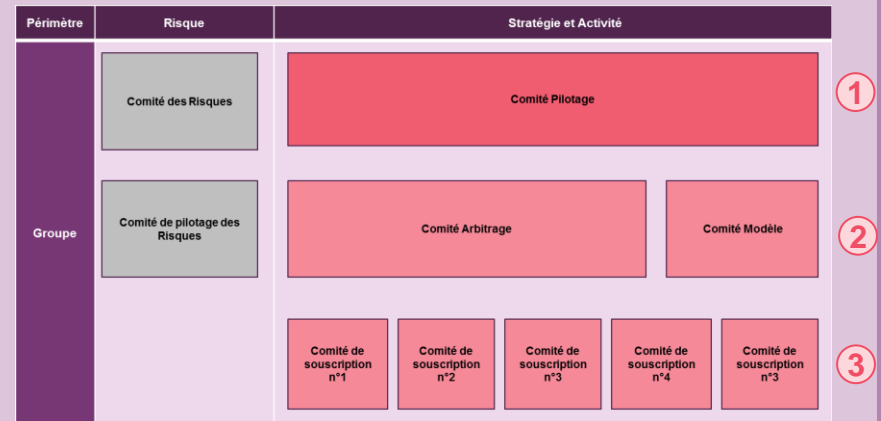 Périmètre
Risque
Stratégie et Activité
Groupe
Comité des Risques
Comité Pilotage
1
Comité de pilotage des
Risques
Comité Arbitrage
Comité Modèle
2
Comité de
souscription
n°1
Comité de
souscription
n°2
Comité de
souscription
n°3
Comité de
souscription
n°4
Comité de
souscription
n°3
3